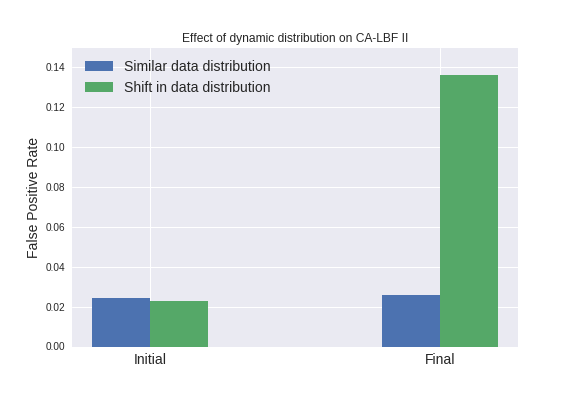 Effect of dynamic distribution on CA-LBF II
Similar data distribution
Shift in data distribution
False Positive Rate
0.14
0.12
0.10
0.08
0.06
0.04
0.02
0.00
Initial
Final